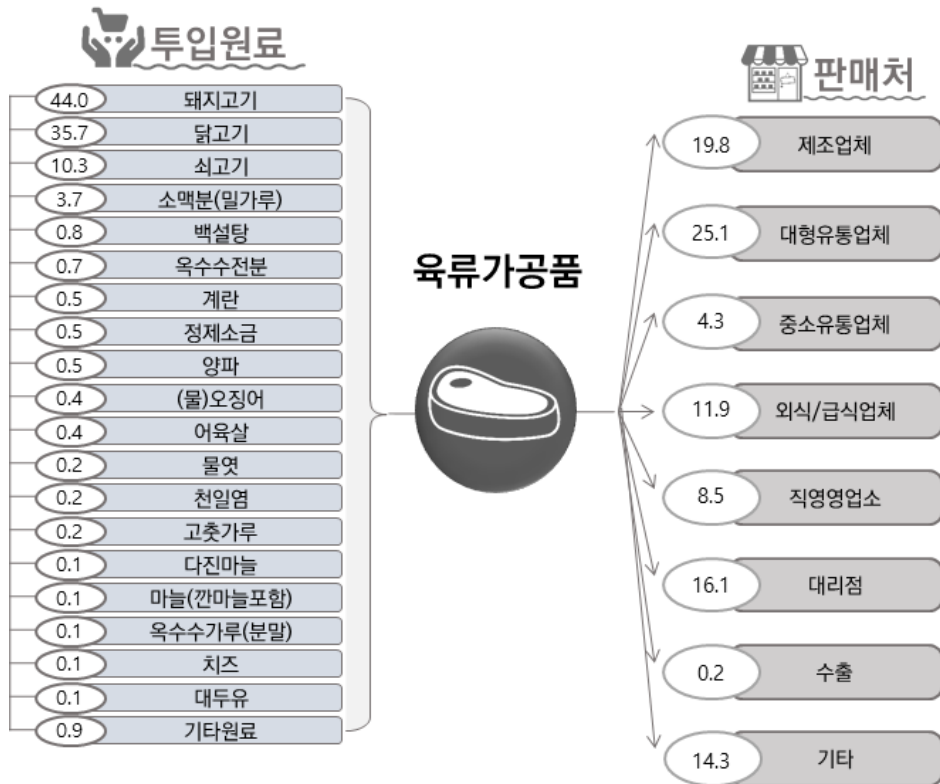 투입원료
44.0 돼지고기
35.7 닭고기
10.3 쇠고기
3.7 소맥분(밀가루)
0.8 백설탕
0.7 옥수수전분
0.5 계란
0.5 정제소금
0.5 양파
0.4 (물)오징어
0.4 어육살
0.2 물엿
0.2 천일염
0.2 고춧가루
0.1 다진마늘
0.1 마늘(깐마늘포함)
0.1 옥수수가루(분말)
0.1 치즈
0.1 대두유
0.9 기타원료
육류가공품
판매처
19.8 제조업체
25.1 대형유통업체
4.3 중소유통업체
11.9 외식/급식업체
8.5 직영영업소
16.1 대리점
0.2 수출
14.3 기타